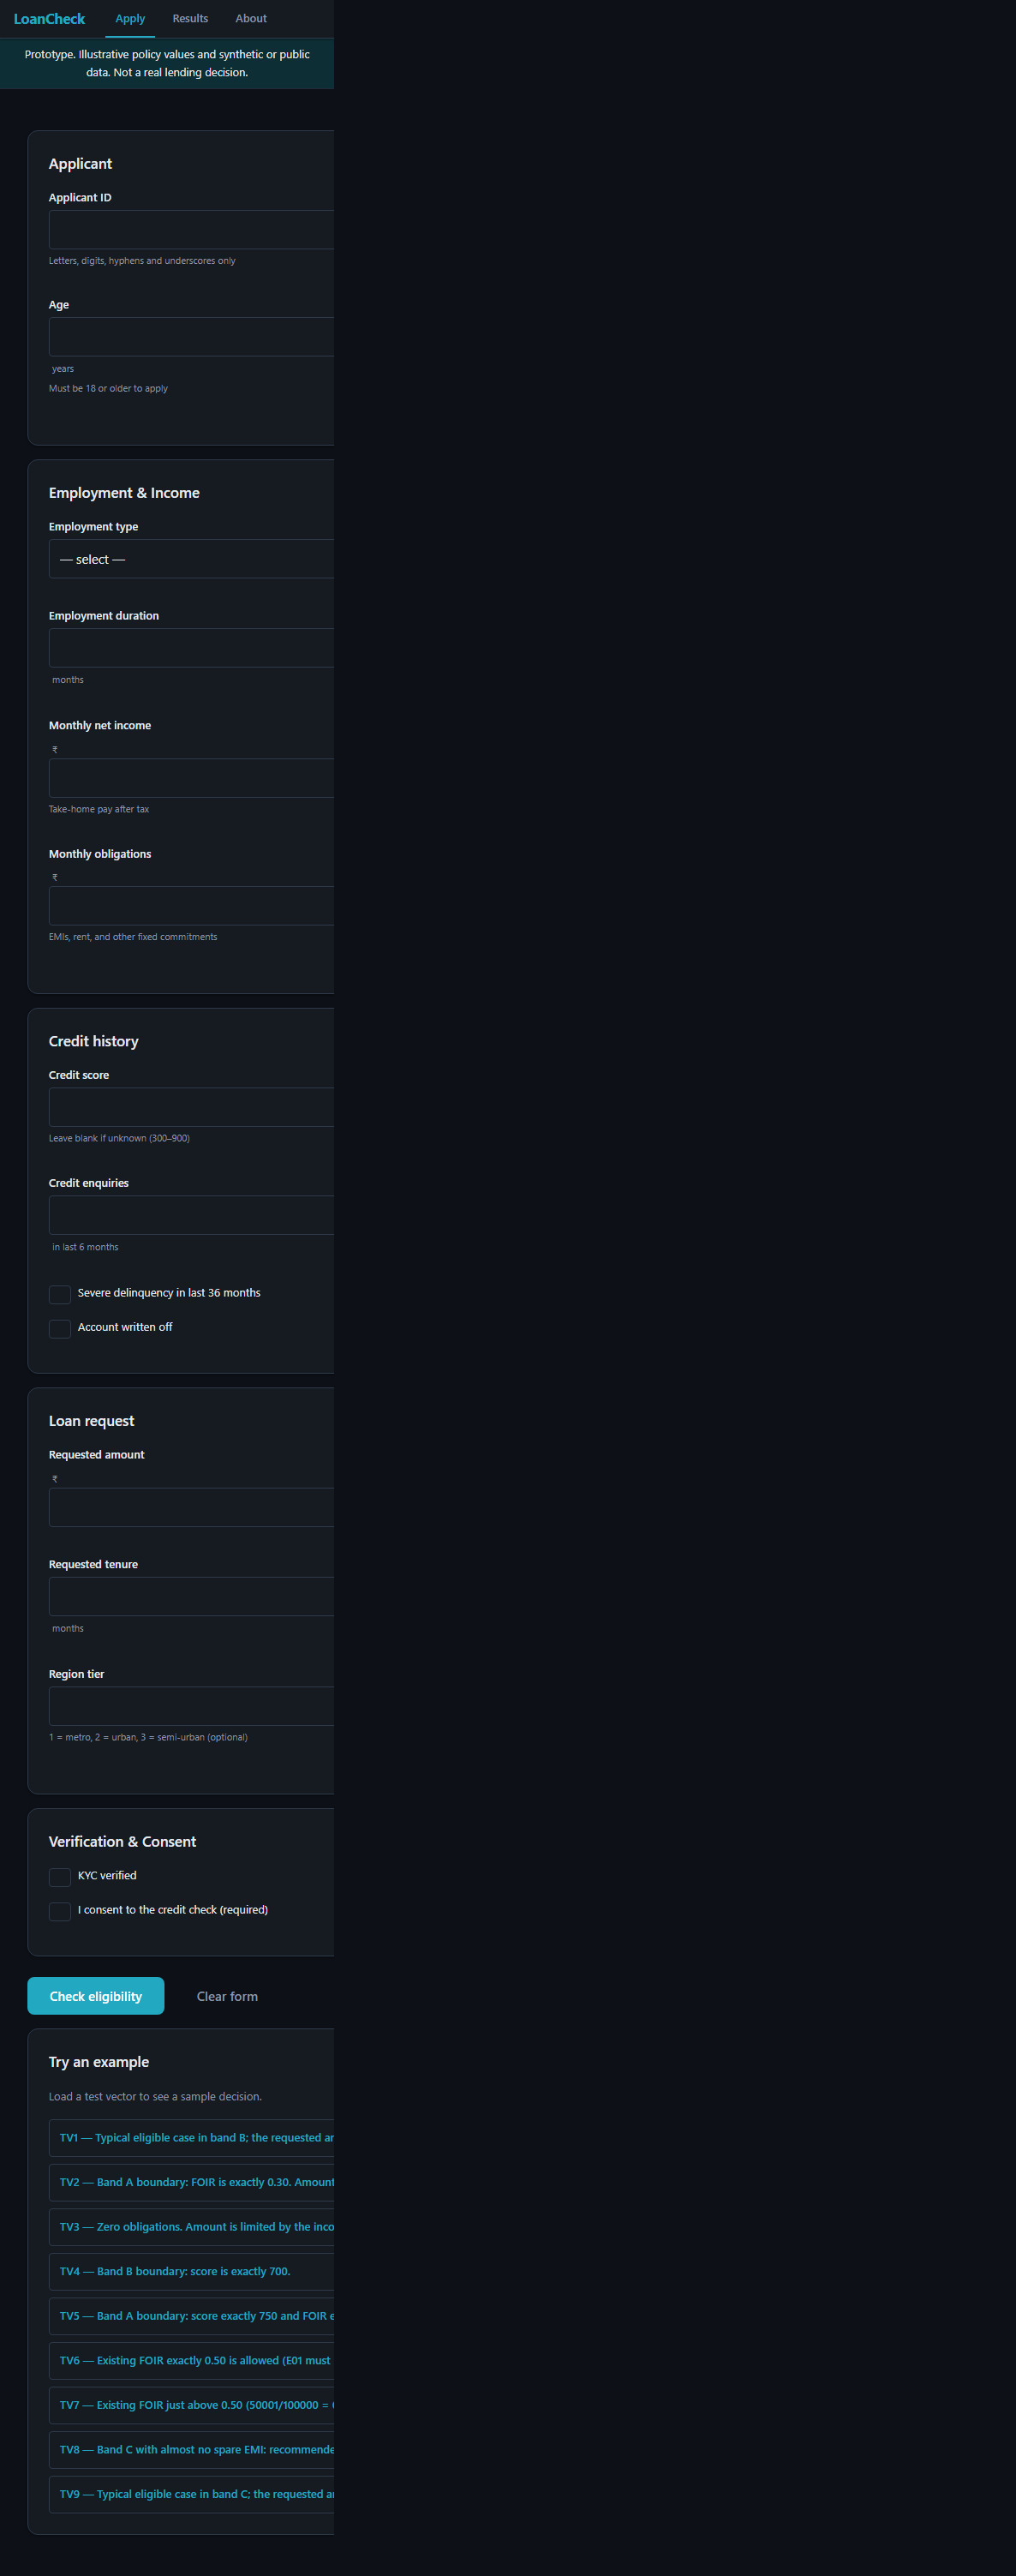 LoanCheck Apply Results About
Prototype. Illustrative policy values and synthetic or public
data. Not a real lending decision.
Applicant
Applicant ID
Letters, digits, hyphens and underscores only
Age
years
Must be 18 or older to apply
Employment & Income
Employment type
— select —
Employment duration
months
Monthly net income
₹
Take-home pay after tax
Monthly obligations
₹
EMIs, rent, and other fixed commitments
Credit history
Credit score
Leave blank if unknown (300–900)
Credit enquiries
in last 6 months
Severe delinquency in last 36 months
Account written off
Loan request
Requested amount
₹
Requested tenure
months
Region tier
1 = metro, 2 = urban, 3 = semi-urban (optional)
Verification & Consent
KYC verified
I consent to the credit check (required)
Check eligibility Clear form
Try an example
Load a test vector to see a sample decision.
TV1 — Typical eligible case in band B; the requested
TV2 — Band A boundary: FOIR is exactly 0.30. Amount
TV3 — Zero obligations. Amount is limited by the
TV4 — Band B boundary: score is exactly 700.
TV5 — Band A boundary: score exactly 750 and FOIR
TV6 — Existing FOIR exactly 0.50 is allowed (E01 must
TV7 — Existing FOIR just above 0.50 (50001/100000 =
TV8 — Band C with almost no spare EMI:
TV9 — Typical eligible case in band C; the requested